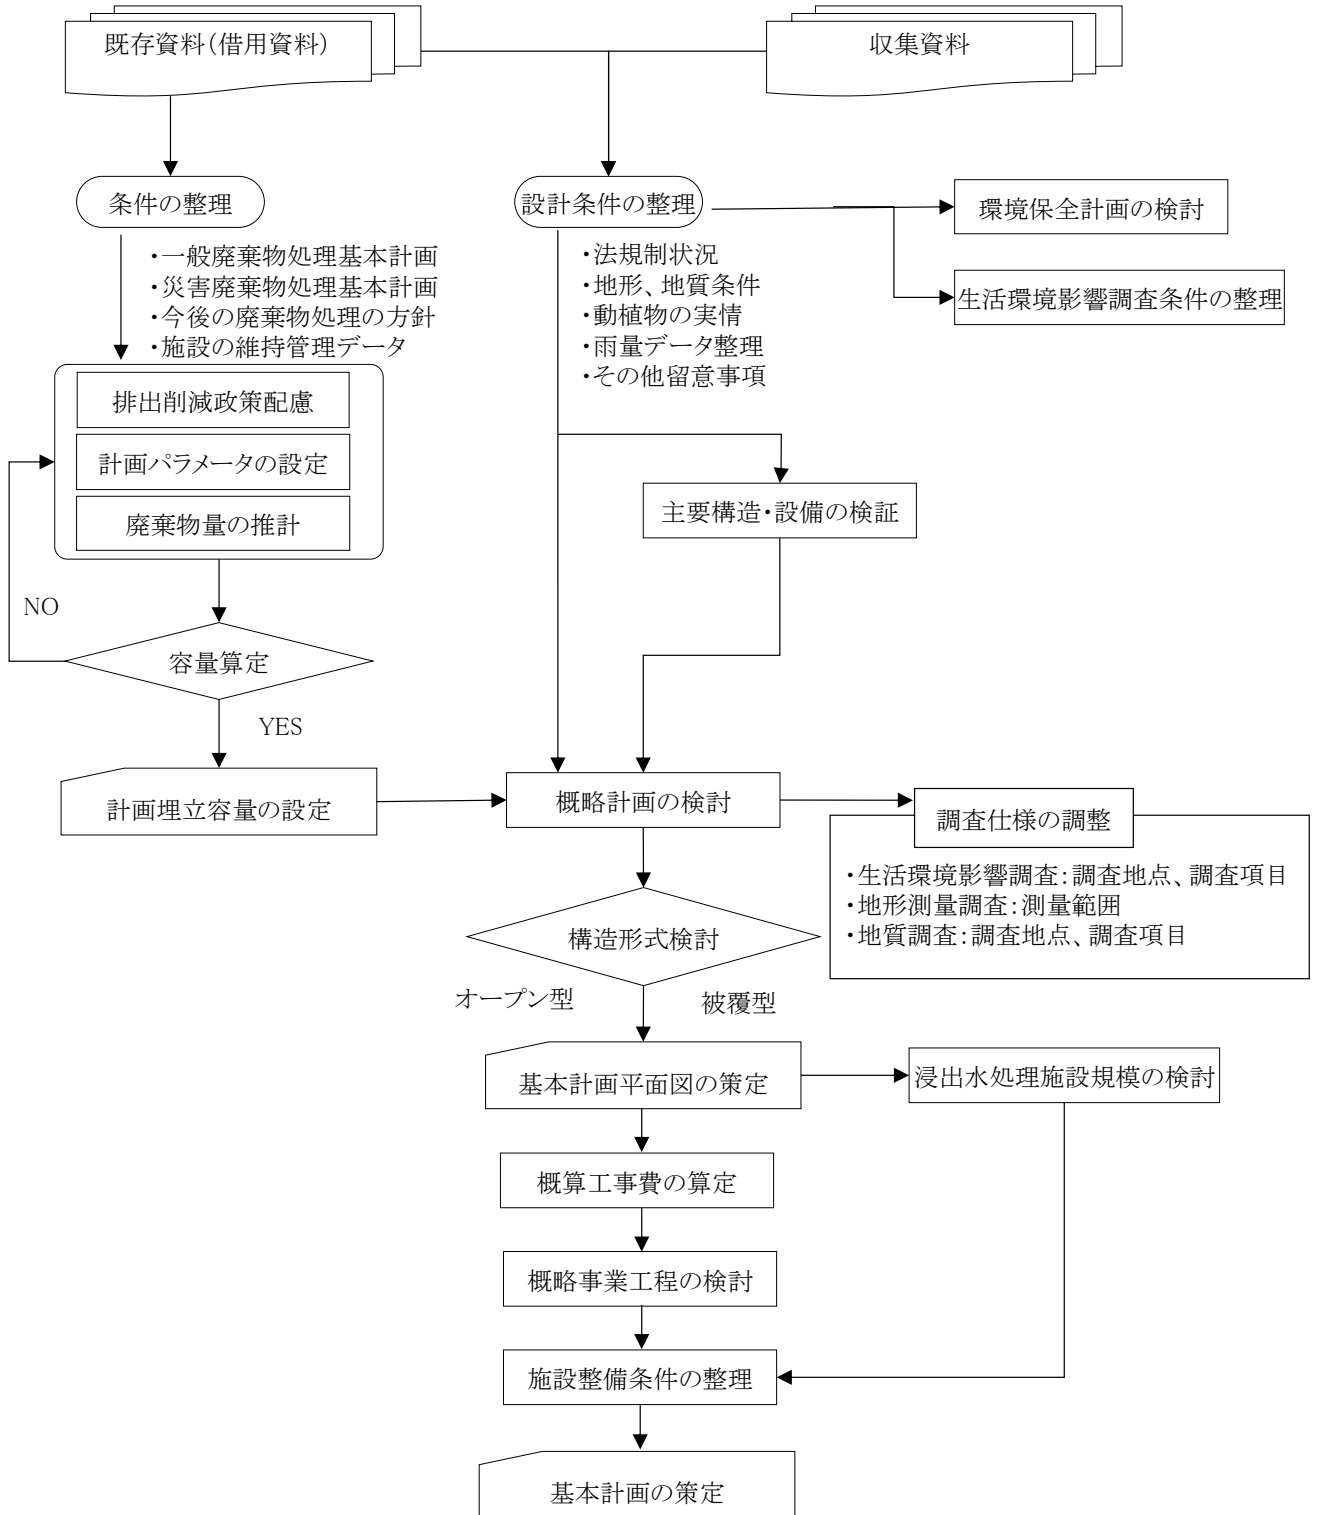 既存資料（借用資料）
収集資料
条件の整理
設計条件の整理
環境保全計画の検討
・一般廃棄物処理基本計画
・災害廃棄物処理基本計画
・今後の廃棄物処理の方針
・施設の維持管理データ
・法規制状況
・地形、地質条件
・動植物の実情
・雨量データ整理
・その他留意事項
生活環境影響調査条件の整理
排出削減政策配慮
計画パラメータの設定
廃棄物量の推計
主要構造・設備の検証
NO
容量算定
YES
計画埋立容量の設定
概略計画の検討
調査仕様の調整
・生活環境影響調査：調査地点、調査項目
・地形測量調査：測量範囲
・地質調査：調査地点、調査項目
構造形式検討
オープン型
被覆型
基本計画平面図の策定
浸出水処理施設規模の検討
概算工事費の算定
概略事業工程の検討
施設整備条件の整理
基本計画の策定